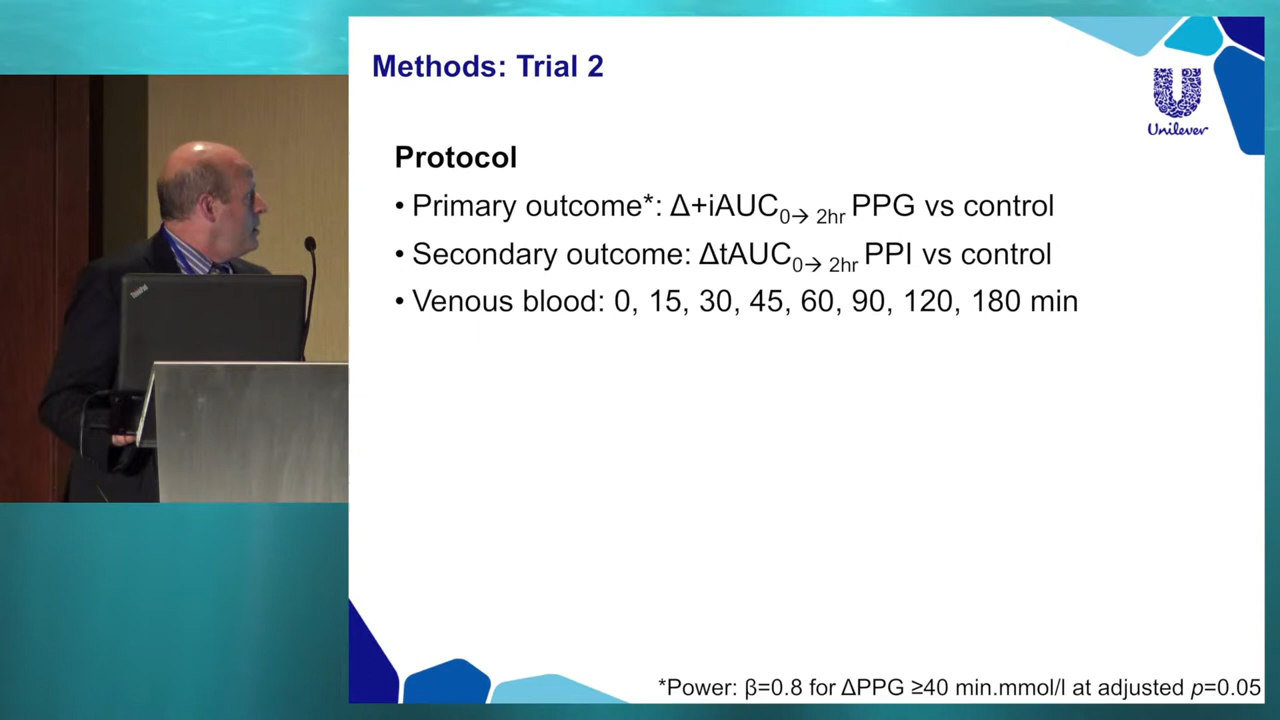 Methods: Trial 2
Unilever
Protocol
• Primary outcome*: Δ+iAUC0→ 2hr PPG vs control
• Secondary outcome: ΔtAUC0→ 2hr PPI vs control
• Venous blood: 0, 15, 30, 45, 60, 90, 120, 180 min
ThinkPad
*Power: β=0.8 for ΔPPG ≥40 min.mmol/l at adjusted p=0.05